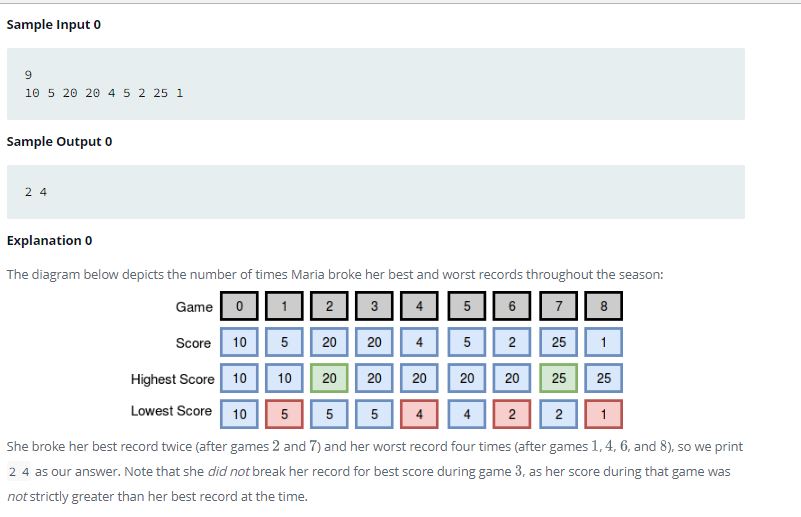 Sample Input 0
9
10 5 20 20 4 5 2 25 1
Sample Output 0
2 4
Explanation 0
The diagram below depicts the number of times Maria broke her best and worst records throughout the season:
Game 0 1 2 3 4 5 6 7 8
Score 10 5 20 20 4 5 2 25 1
Highest Score 10 10 20 20 20 20 20 25 25
Lowest Score 10 5 5 5 4 4 2 2 1
She broke her best record twice (after games 2 and 7) and her worst record four times (after games 1, 4, 6, and 8), so we print
2 4 as our answer. Note that she did not break her record for best score during game 3, as her score during that game was
not strictly greater than her best record at the time.